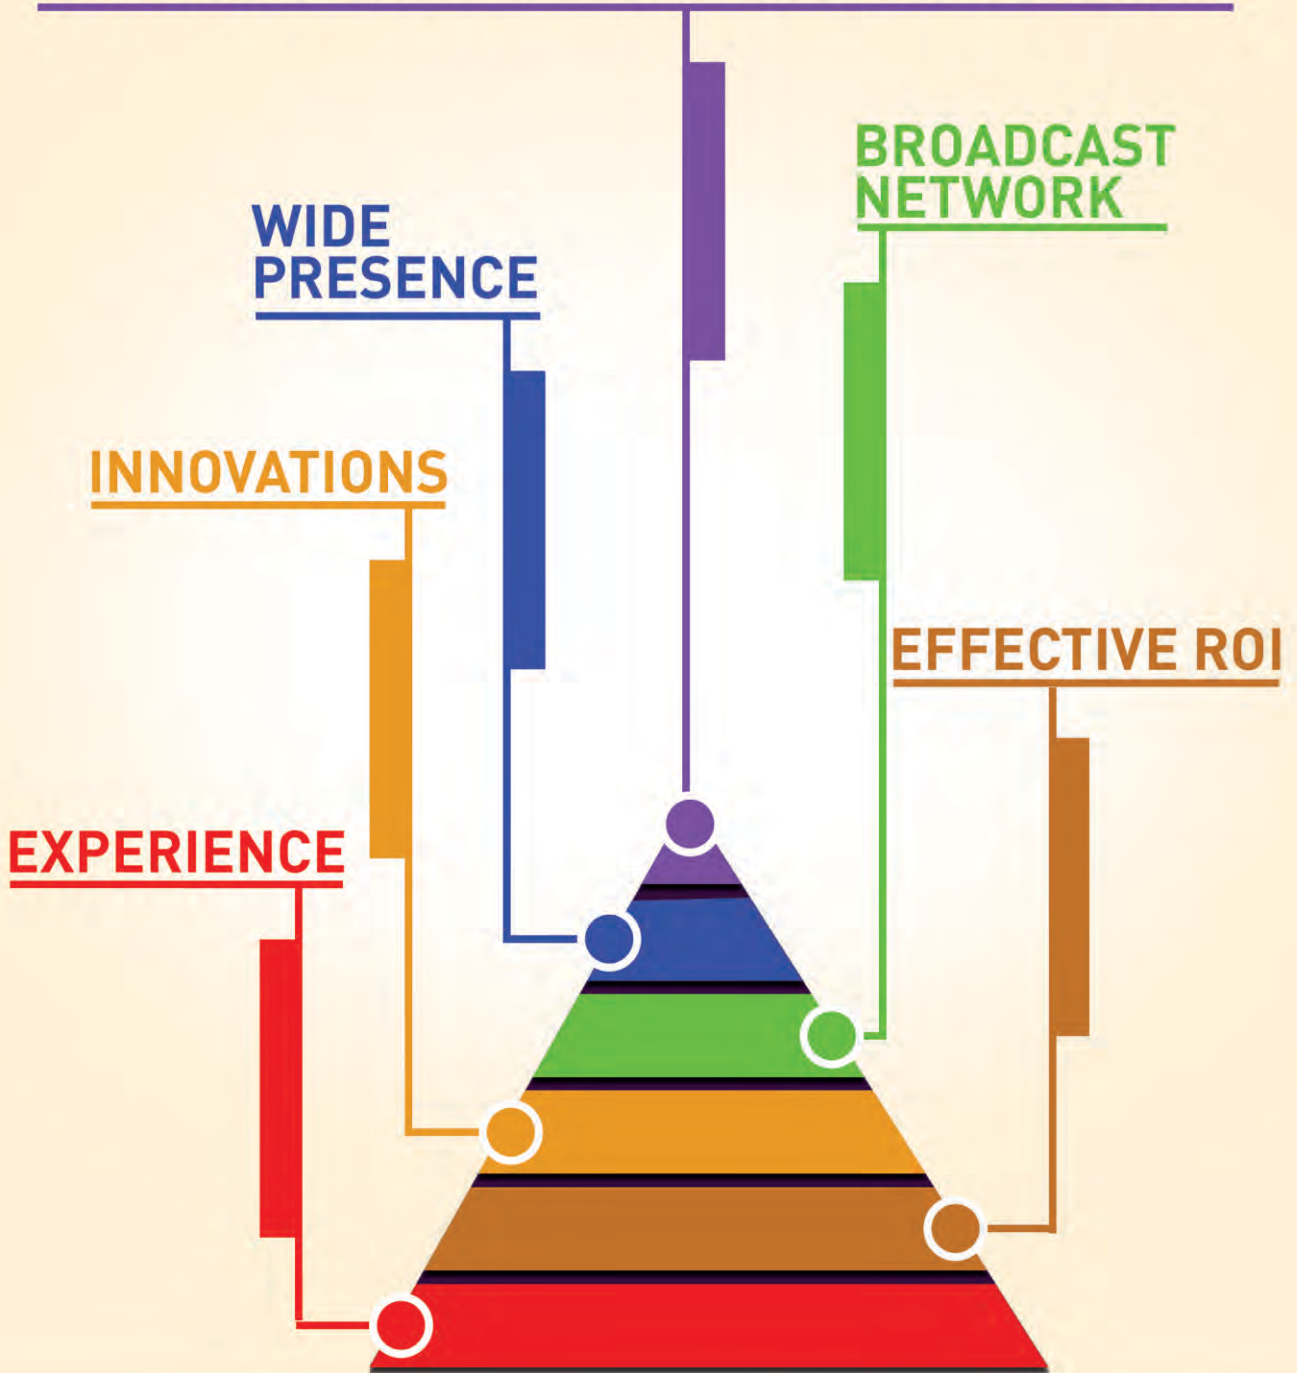 BROADCAST
NETWORK
WIDE
PRESENCE
INNOVATIONS
EFFECTIVE ROI
EXPERIENCE